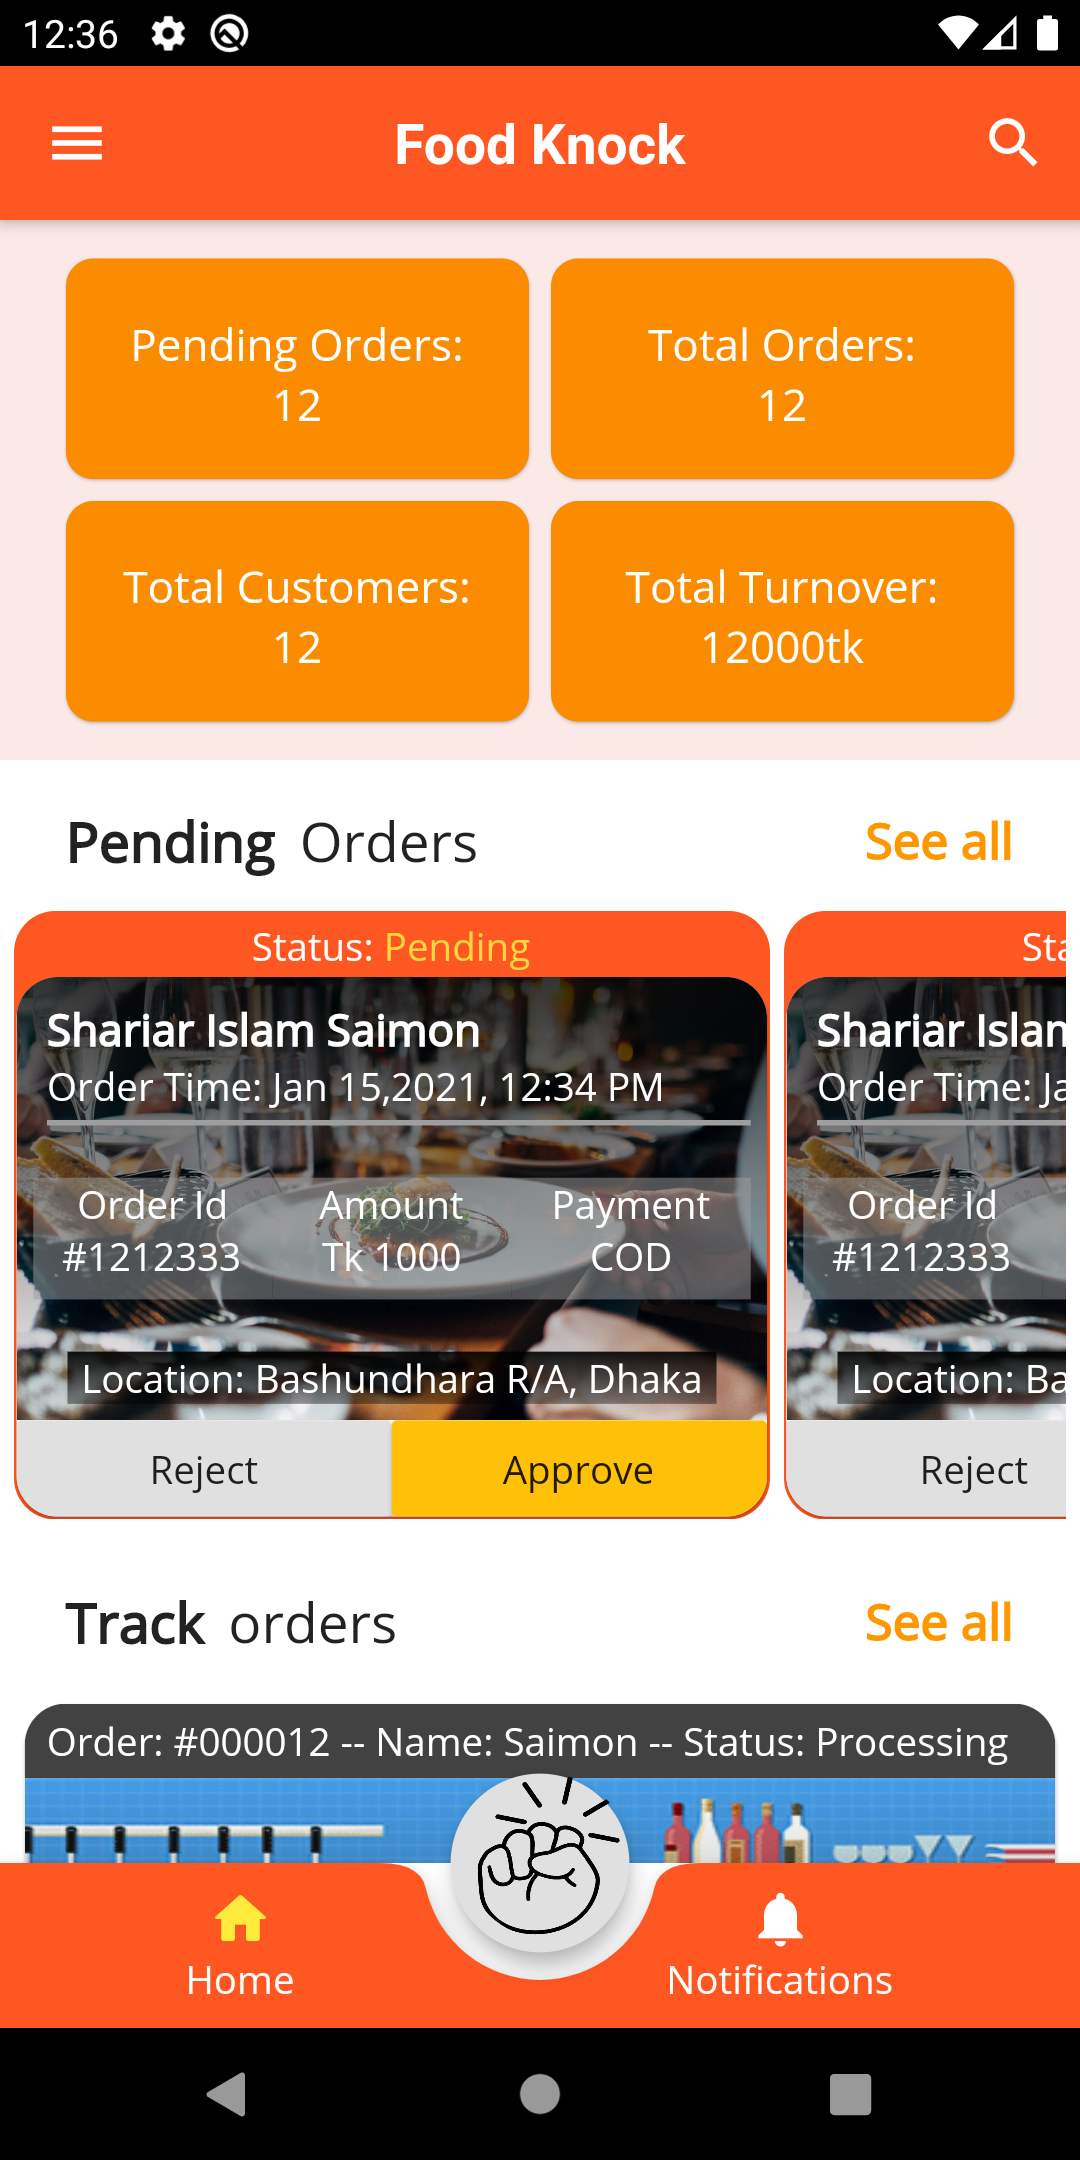 12:36
Food Knock
Pending Orders:
12
Total Orders:
12
Total Customers:
12
Total Turnover:
12000tk
Pending Orders
See all
Status: Pending
Shariar Islam Saimon
Order Time: Jan 15,2021, 12:34 PM
Order Id
#1212333
Amount
Tk 1000
Payment
COD
Location: Bashundhara R/A, Dhaka
Reject
Approve
Sta
Shariar Islam
Order Time: Ja
Order Id
#1212333
Location: Ba
Reject
Track orders
See all
Order: #000012 -- Name: Saimon -- Status: Processing
Home
Notifications